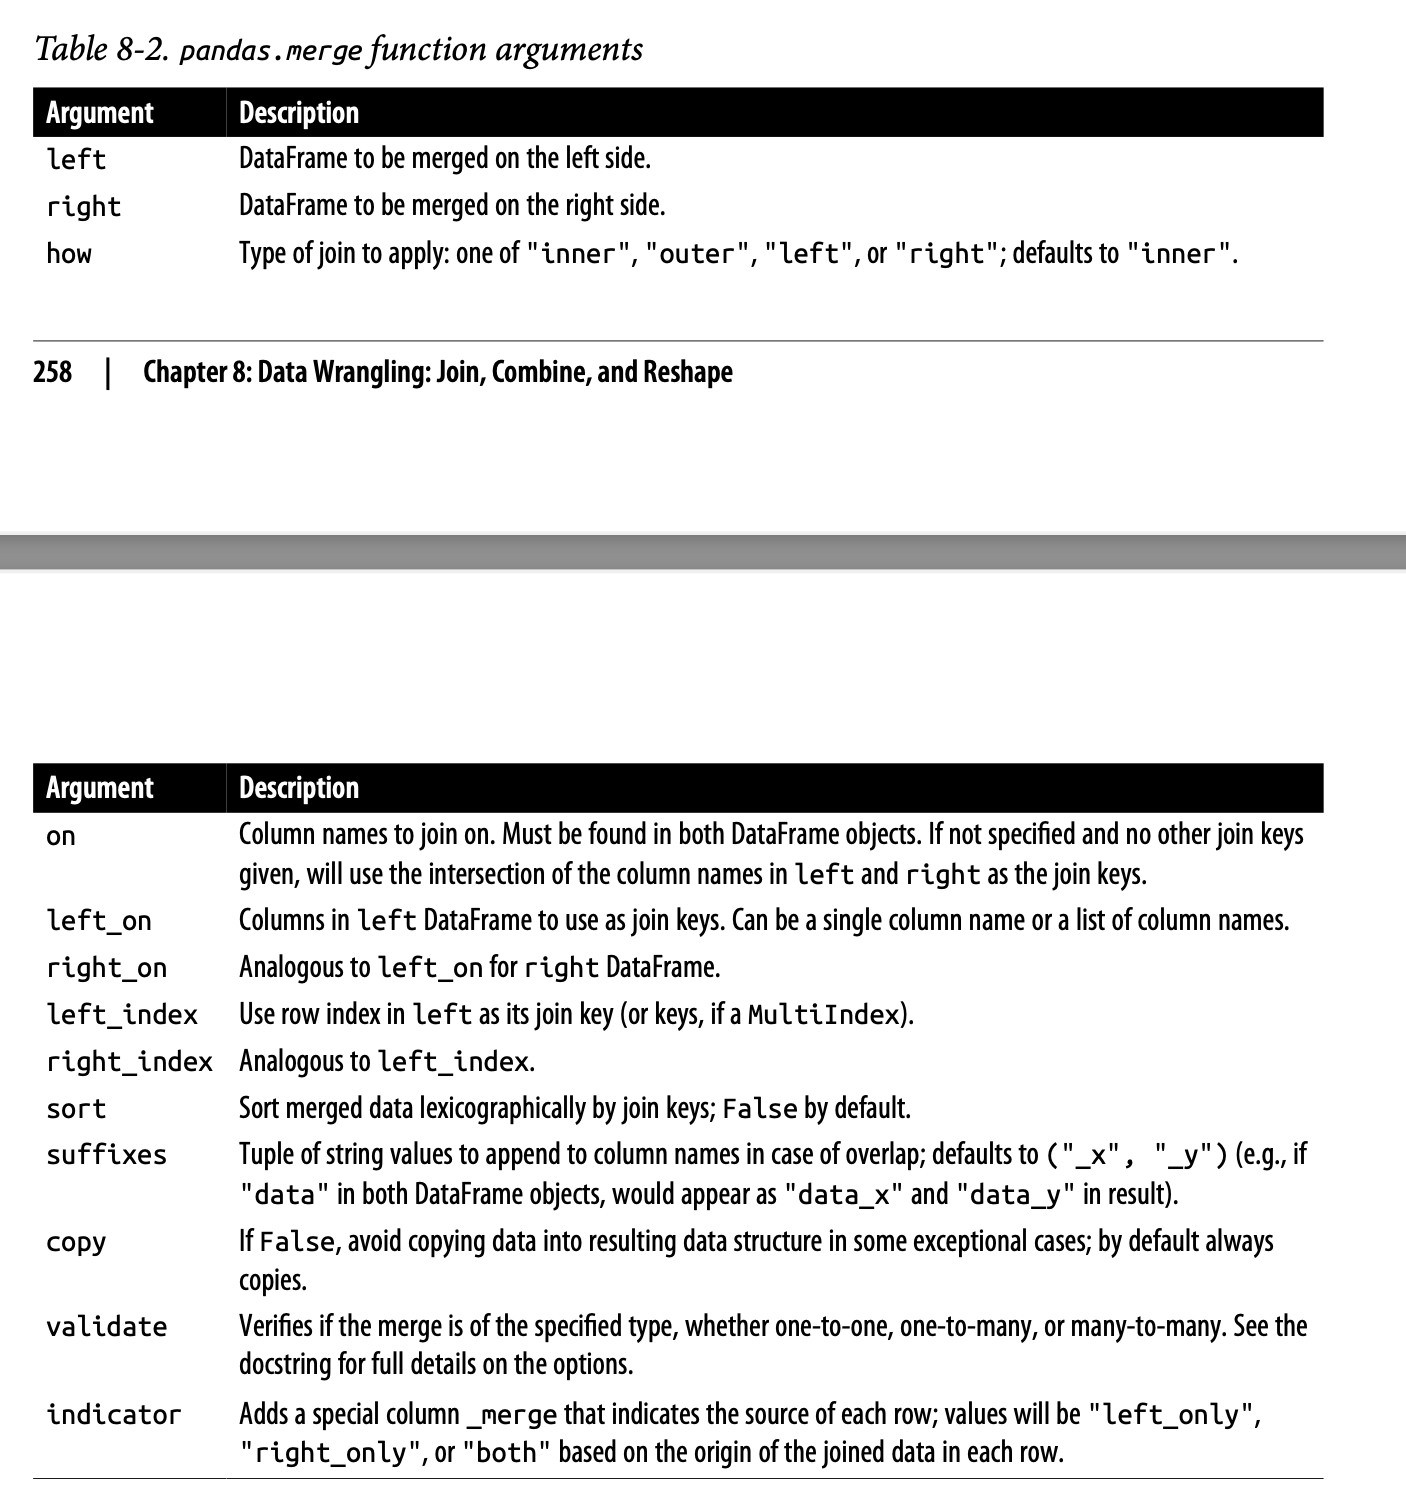 Table 8-2. pandas.merge function arguments
Argument Description
left DataFrame to be merged on the left side.
right DataFrame to be merged on the right side.
how Type of join to apply: one of "inner", "outer", "left", or "right"; defaults to "inner".
258 | Chapter 8: Data Wrangling: Join, Combine, and Reshape
Argument Description
on Column names to join on. Must be found in both DataFrame objects. If not specified and no other join keys
given, will use the intersection of the column names in left and right as the join keys.
left_on Columns in left DataFrame to use as join keys. Can be a single column name or a list of column names.
right_on Analogous to left_on for right DataFrame.
left_index Use row index in left as its join key (or keys, if a MultiIndex).
right_index Analogous to left_index.
sort Sort merged data lexicographically by join keys; False by default.
suffixes Tuple of string values to append to column names in case of overlap; defaults to ("_x", "_y") (e.g., if
"data" in both DataFrame objects, would appear as "data_x" and "data_y" in result).
copy If False, avoid copying data into resulting data structure in some exceptional cases; by default always
copies.
validate Verifies if the merge is of the specified type, whether one-to-one, one-to-many, or many-to-many. See the
docstring for full details on the options.
indicator Adds a special column _merge that indicates the source of each row; values will be "left_only",
"right_only", or "both" based on the origin of the joined data in each row.